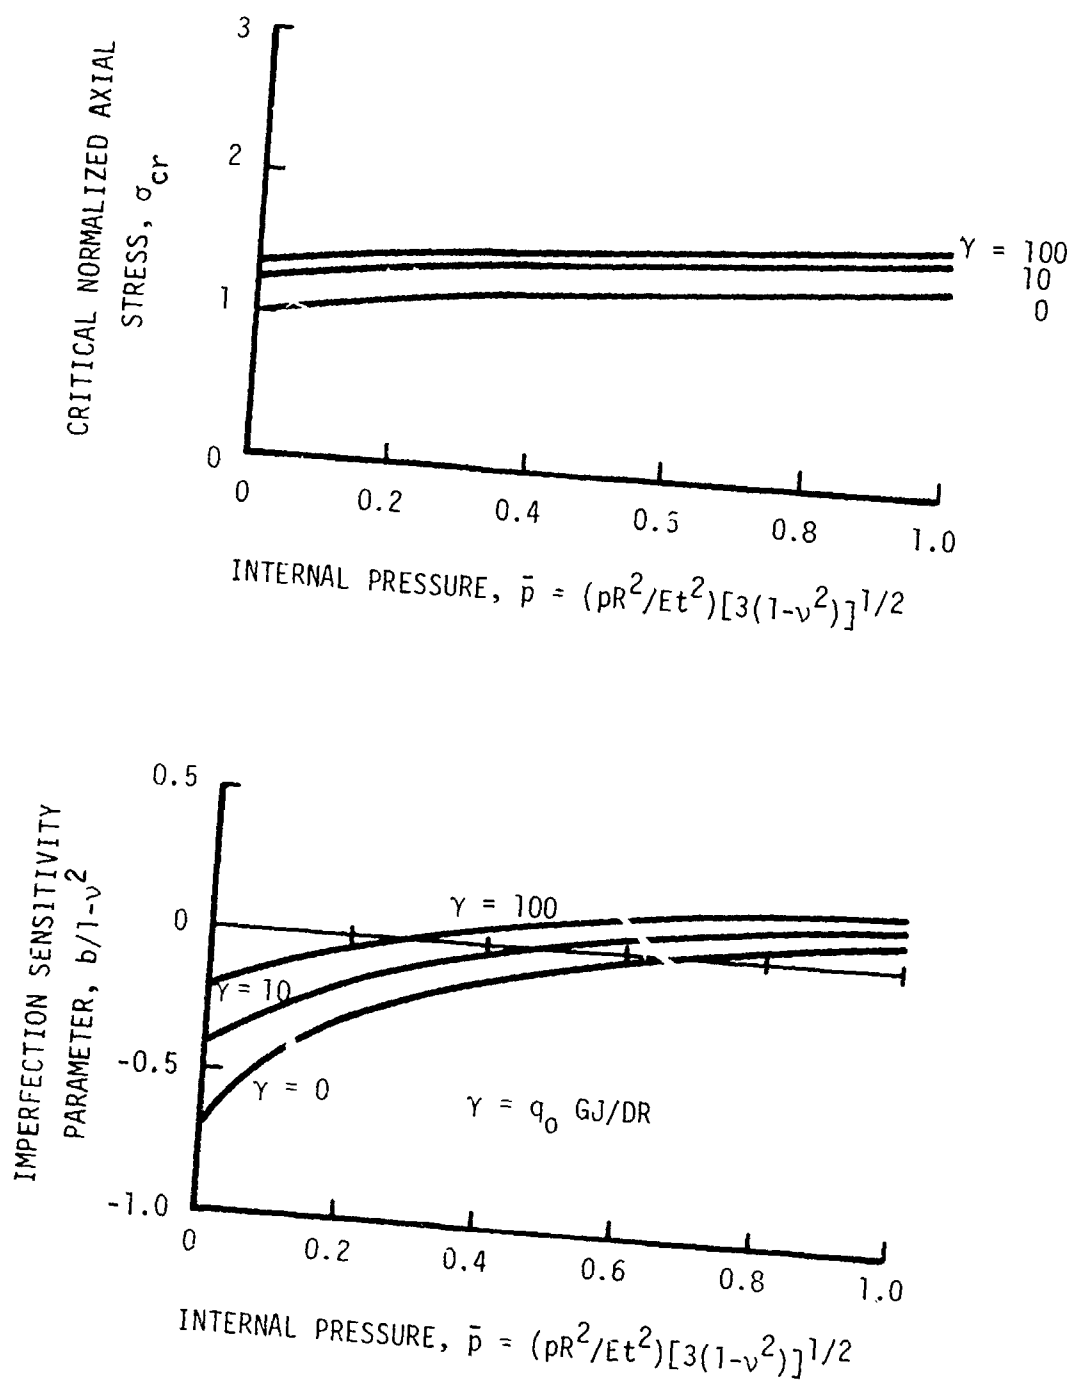 3
2
1
0
CRITICAL NORMALIZED AXIAL
STRESS, σcr
γ = 100
10
0
0
0.2
0.4
0.6
0.8
1.0
INTERNAL PRESSURE, p̄ = (pR²/Et²)[3(1-ν²)]^1/2
0.5
0
-0.5
-1.0
IMPERFECTION SENSITIVITY
PARAMETER, b/1-ν²
γ = 100
γ = 10
γ = 0
γ = q₀ GJ/DR
0
0.2
0.4
0.6
0.8
1.0
INTERNAL PRESSURE, p̄ = (pR²/Et²)[3(1-ν²)]^1/2